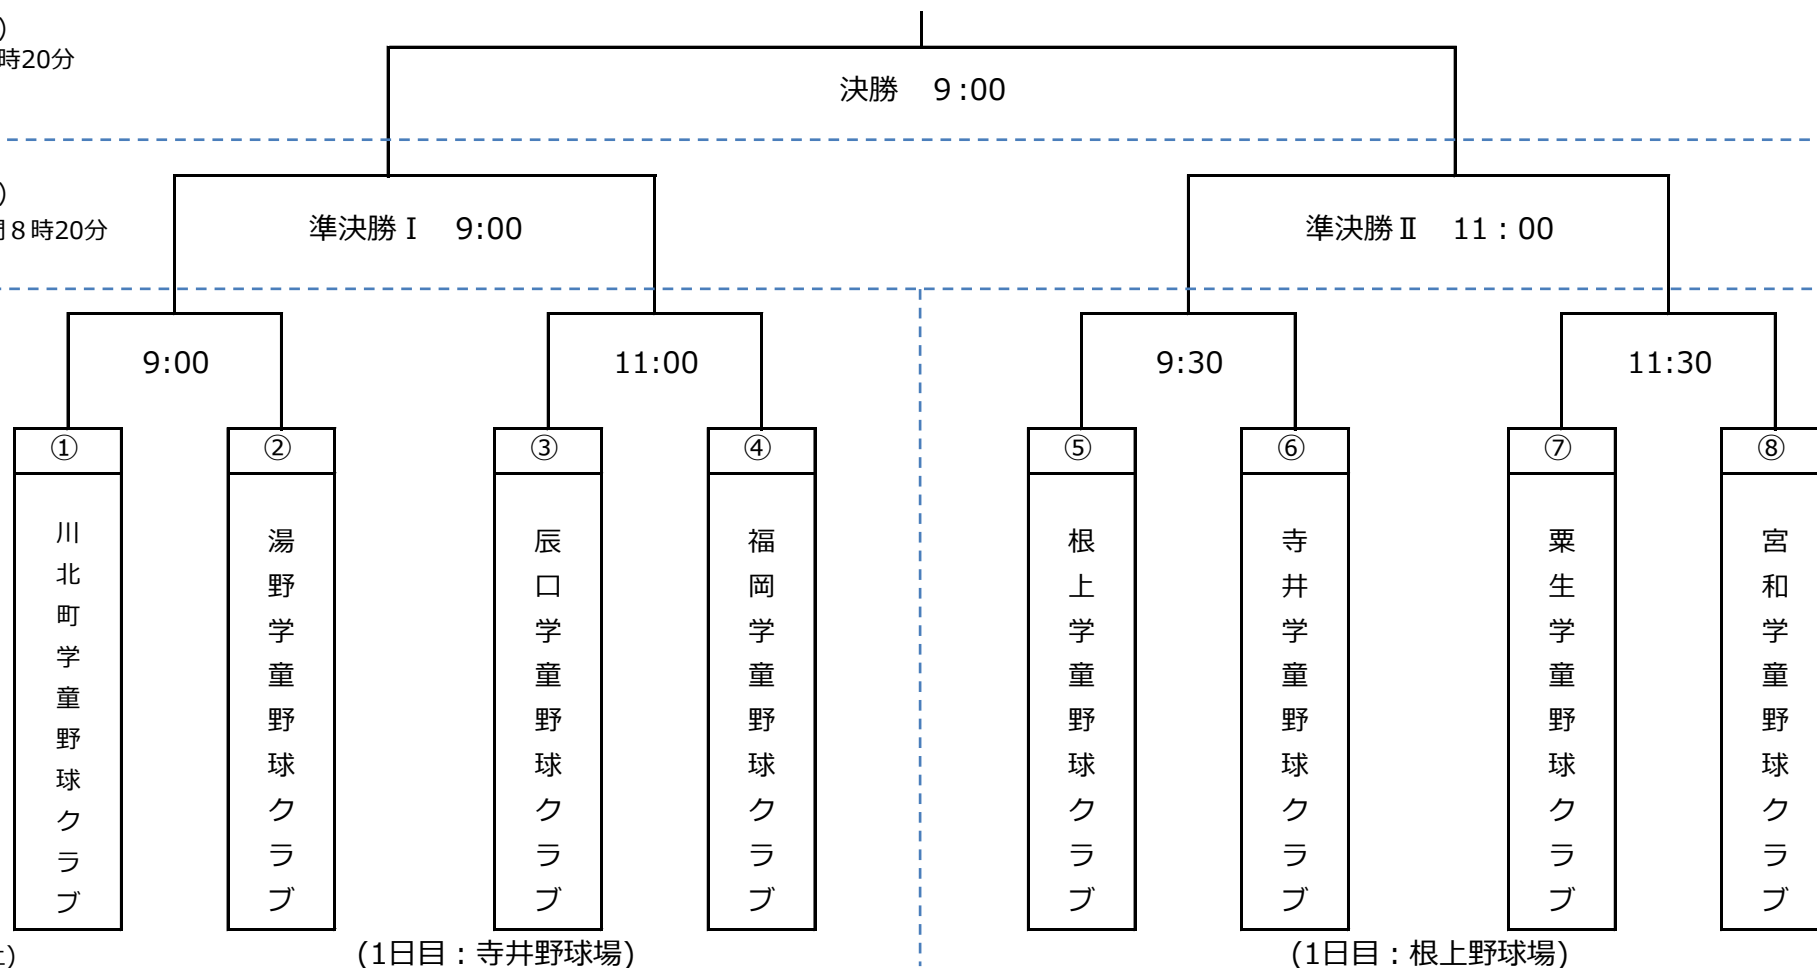 )
時20分
決勝　９:00
)
８時20分
準決勝Ⅰ　9:00
準決勝Ⅱ　11：00
9:00
11:00
9:30
11:30
①
②
③
④
⑤
⑥
⑦
⑧
川北町学童野球クラブ
湯野学童野球クラブ
辰口学童野球クラブ
福岡学童野球クラブ
根上学童野球クラブ
寺井学童野球クラブ
粟生学童野球クラブ
宮和学童野球クラブ
)
(1日目：寺井野球場)
(1日目：根上野球場)